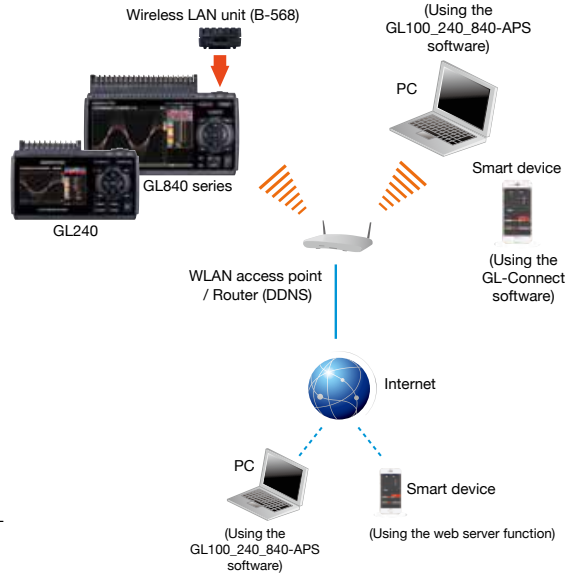 Wireless LAN unit (B-568)
(Using the
GL100_240_840-APS
software)
PC
GL840 series
GL240
Smart device
(Using the
GL-Connect
software)
WLAN access point
/ Router (DDNS)
Internet
PC
(Using the
GL100_240_840-APS
software)
Smart device
(Using the web server function)